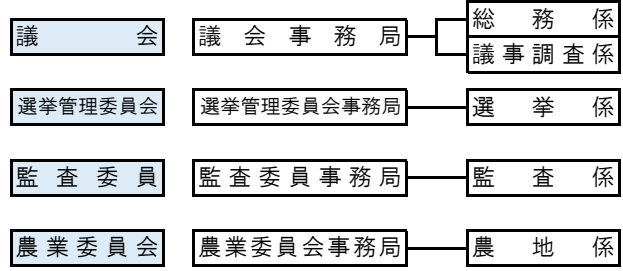 総務係
議会 議会事務局
議事調査係
選挙管理委員会 選挙管理委員会事務局 選挙係
監査委員 監査委員事務局 監査係
農業委員会 農業委員会事務局 農地係